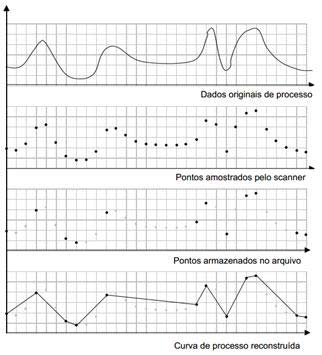 Dados originais de processo
Pontos amostrados pelo scanner
Pontos armazenados no arquivo
Curva de processo reconstruída